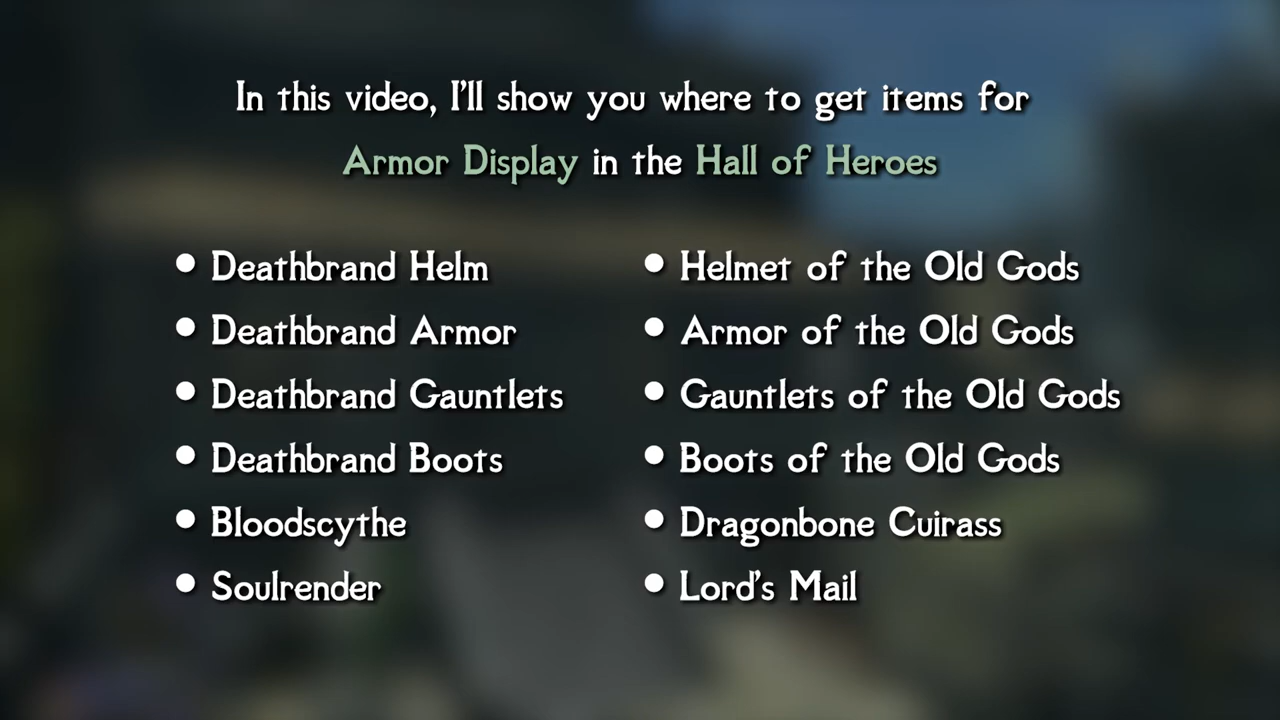 In this video, I'll show you where to get items for
Armor Display in the Hall of Heroes
• Deathbrand Helm
• Deathbrand Armor
• Deathbrand Gauntlets
• Deathbrand Boots
• Bloodscythe
• Soulrender
• Helmet of the Old Gods
• Armor of the Old Gods
• Gauntlets of the Old Gods
• Boots of the Old Gods
• Dragonbone Cuirass
• Lord's Mail